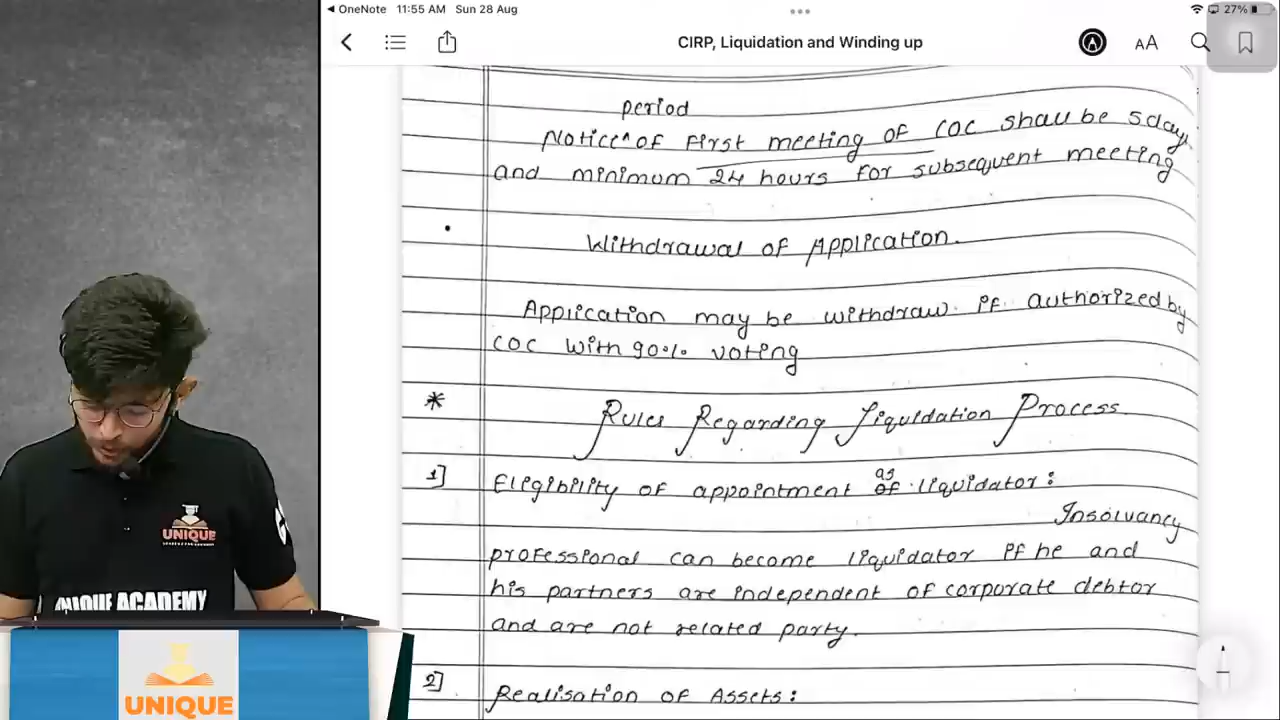 OneNote 11:55 AM Sun 28 Aug 27%
CIRP, Liquidation and Winding up
AA
period
Notice^of First meeting of COC shall be 5days
and minimum 24 hours for subsequent meeting
Withdrawal of Application.
Application may be withdraw if authorized by
COC with 90% voting
* Rules Regarding Liquidation Process
1] Eligibility of appointment of as liquidator:
Insolvancy
professional can become liquidator if he and
his partners are independent of corporate debtor
and are not related party.
2] Realisation of Assets:
UNIQUE
UNIQUE ACADEMY
UNIQUE